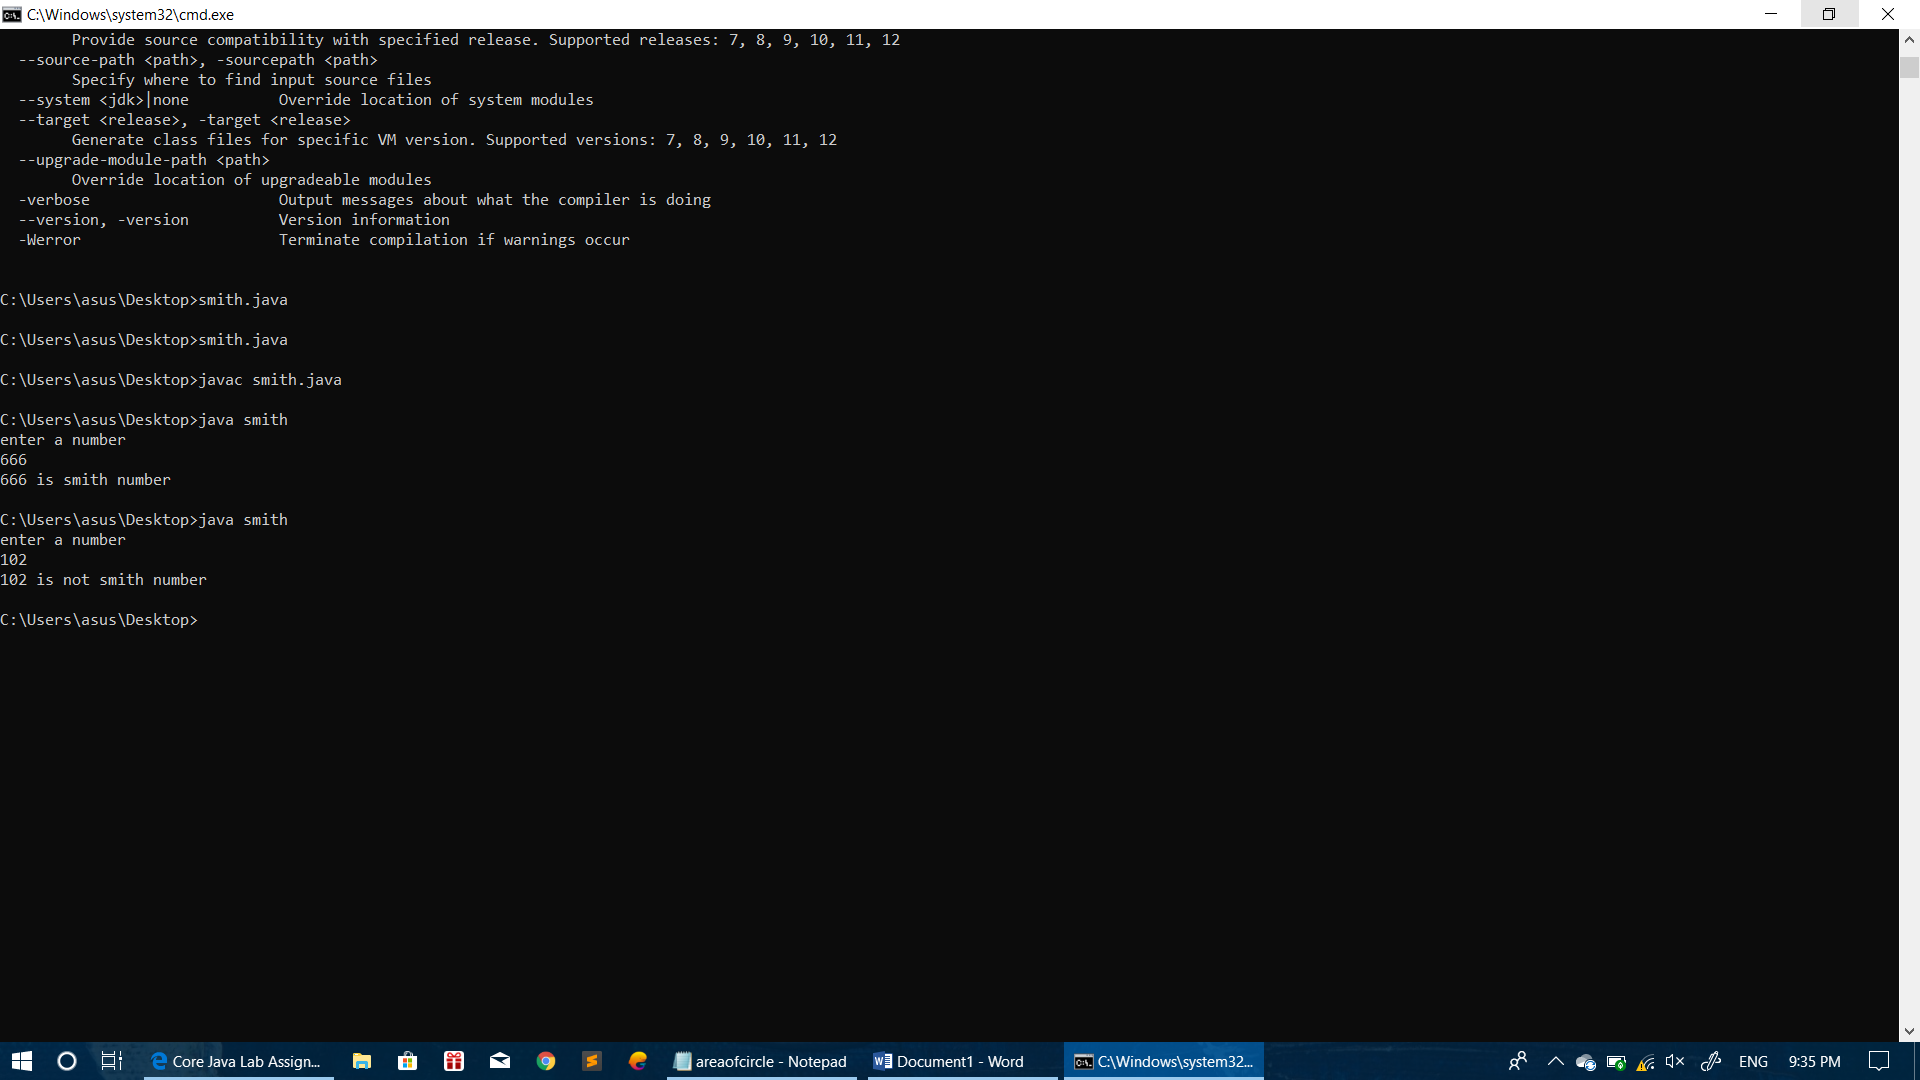 C:\Windows\system32\cmd.exe
        Provide source compatibility with specified release. Supported releases: 7, 8, 9, 10, 11, 12
  --source-path <path>, -sourcepath <path>
        Specify where to find input source files
  --system <jdk>|none          Override location of system modules
  --target <release>, -target <release>
        Generate class files for specific VM version. Supported versions: 7, 8, 9, 10, 11, 12
  --upgrade-module-path <path>
        Override location of upgradeable modules
  -verbose                     Output messages about what the compiler is doing
  --version, -version          Version information
  -Werror                      Terminate compilation if warnings occur
C:\Users\asus\Desktop>smith.java
C:\Users\asus\Desktop>smith.java
C:\Users\asus\Desktop>javac smith.java
C:\Users\asus\Desktop>java smith
enter a number
666
666 is smith number
C:\Users\asus\Desktop>java smith
enter a number
102
102 is not smith number
C:\Users\asus\Desktop>
Core Java Lab Assign... areaofcircle - Notepad Document1 - Word C:\Windows\system32... ENG 9:35 PM